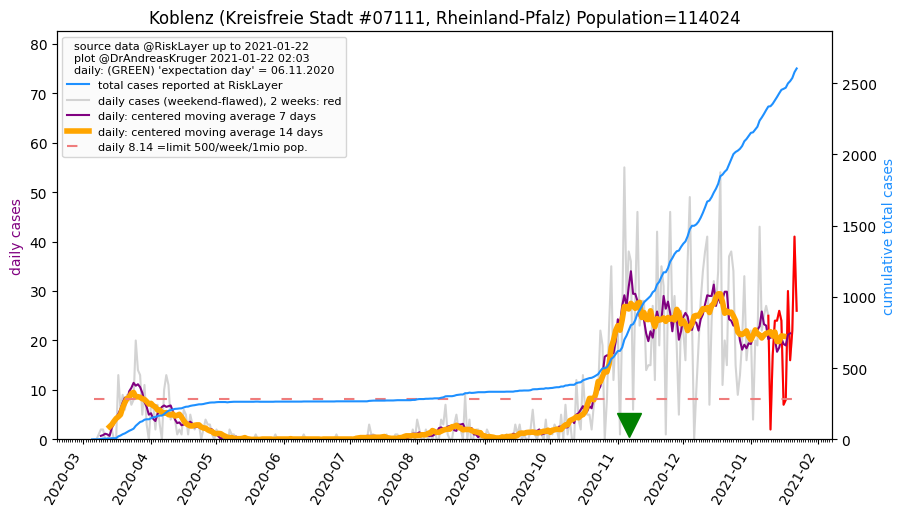 Koblenz (Kreisfreie Stadt #07111, Rheinland-Pfalz) Population=114024
source data @RiskLayer up to 2021-01-22
plot @DrAndreasKruger 2021-01-22 02:03
daily: (GREEN) 'expectation day' = 06.11.2020
total cases reported at RiskLayer
daily cases (weekend-flawed), 2 weeks: red
daily: centered moving average 7 days
daily: centered moving average 14 days
daily 8.14 =limit 500/week/1mio pop.
daily cases
80
70
60
50
40
30
20
10
0
cumulative total cases
2500
2000
1500
1000
500
0
2020-03
2020-04
2020-05
2020-06
2020-07
2020-08
2020-09
2020-10
2020-11
2020-12
2021-01
2021-02